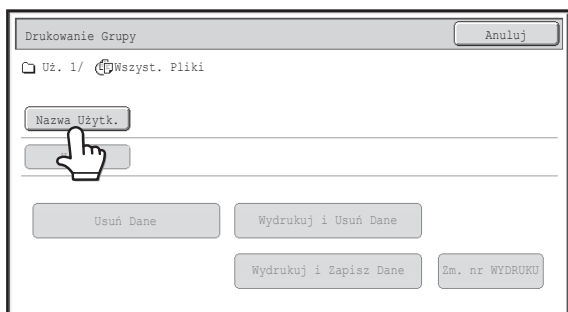 Drukowanie Grupy
Anuluj
Uż. 1/ Wszyst. Pliki
Nazwa Użytk.
Usuń Dane
Wydrukuj i Usuń Dane
Wydrukuj i Zapisz Dane
Zm. nr WYDRUKU